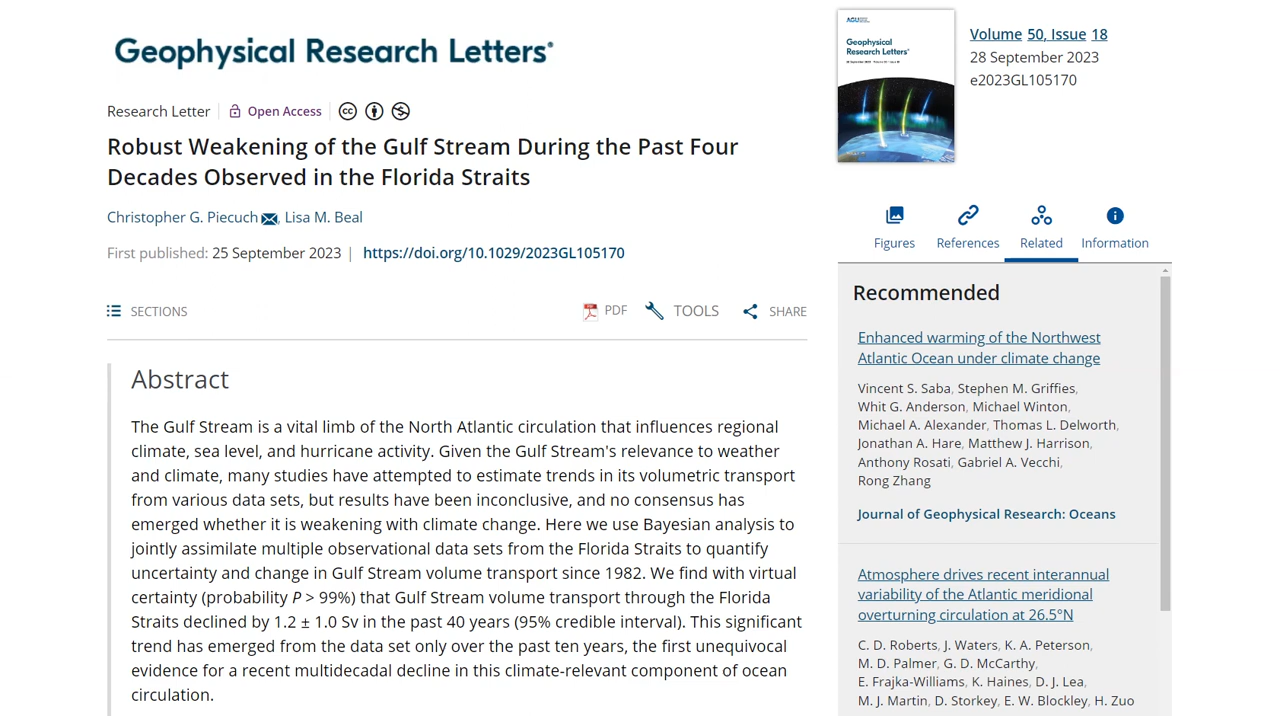 Geophysical Research Letters®
Research Letter
Open Access
Robust Weakening of the Gulf Stream During the Past Four
Decades Observed in the Florida Straits
Christopher G. Piecuch, Lisa M. Beal
First published: 25 September 2023 | https://doi.org/10.1029/2023GL105170
SECTIONS
PDF
TOOLS
SHARE
Abstract
The Gulf Stream is a vital limb of the North Atlantic circulation that influences regional
climate, sea level, and hurricane activity. Given the Gulf Stream's relevance to weather
and climate, many studies have attempted to estimate trends in its volumetric transport
from various data sets, but results have been inconclusive, and no consensus has
emerged whether it is weakening with climate change. Here we use Bayesian analysis to
jointly assimilate multiple observational data sets from the Florida Straits to quantify
uncertainty and change in Gulf Stream volume transport since 1982. We find with virtual
certainty (probability P > 99%) that Gulf Stream volume transport through the Florida
Straits declined by 1.2 ± 1.0 Sv in the past 40 years (95% credible interval). This significant
trend has emerged from the data set only over the past ten years, the first unequivocal
evidence for a recent multidecadal decline in this climate-relevant component of ocean
circulation.
AGU
Geophysical
Research Letters®
Volume 50, Issue 18
28 September 2023
e2023GL105170
Figures
References
Related
Information
Recommended
Enhanced warming of the Northwest
Atlantic Ocean under climate change
Vincent S. Saba, Stephen M. Griffies,
Whit G. Anderson, Michael Winton,
Michael A. Alexander, Thomas L. Delworth,
Jonathan A. Hare, Matthew J. Harrison,
Anthony Rosati, Gabriel A. Vecchi,
Rong Zhang
Journal of Geophysical Research: Oceans
Atmosphere drives recent interannual
variability of the Atlantic meridional
overturning circulation at 26.5°N
C. D. Roberts, J. Waters, K. A. Peterson,
M. D. Palmer, G. D. McCarthy,
E. Frajka-Williams, K. Haines, D. J. Lea,
M. J. Martin, D. Storkey, E. W. Blockley, H. Zuo